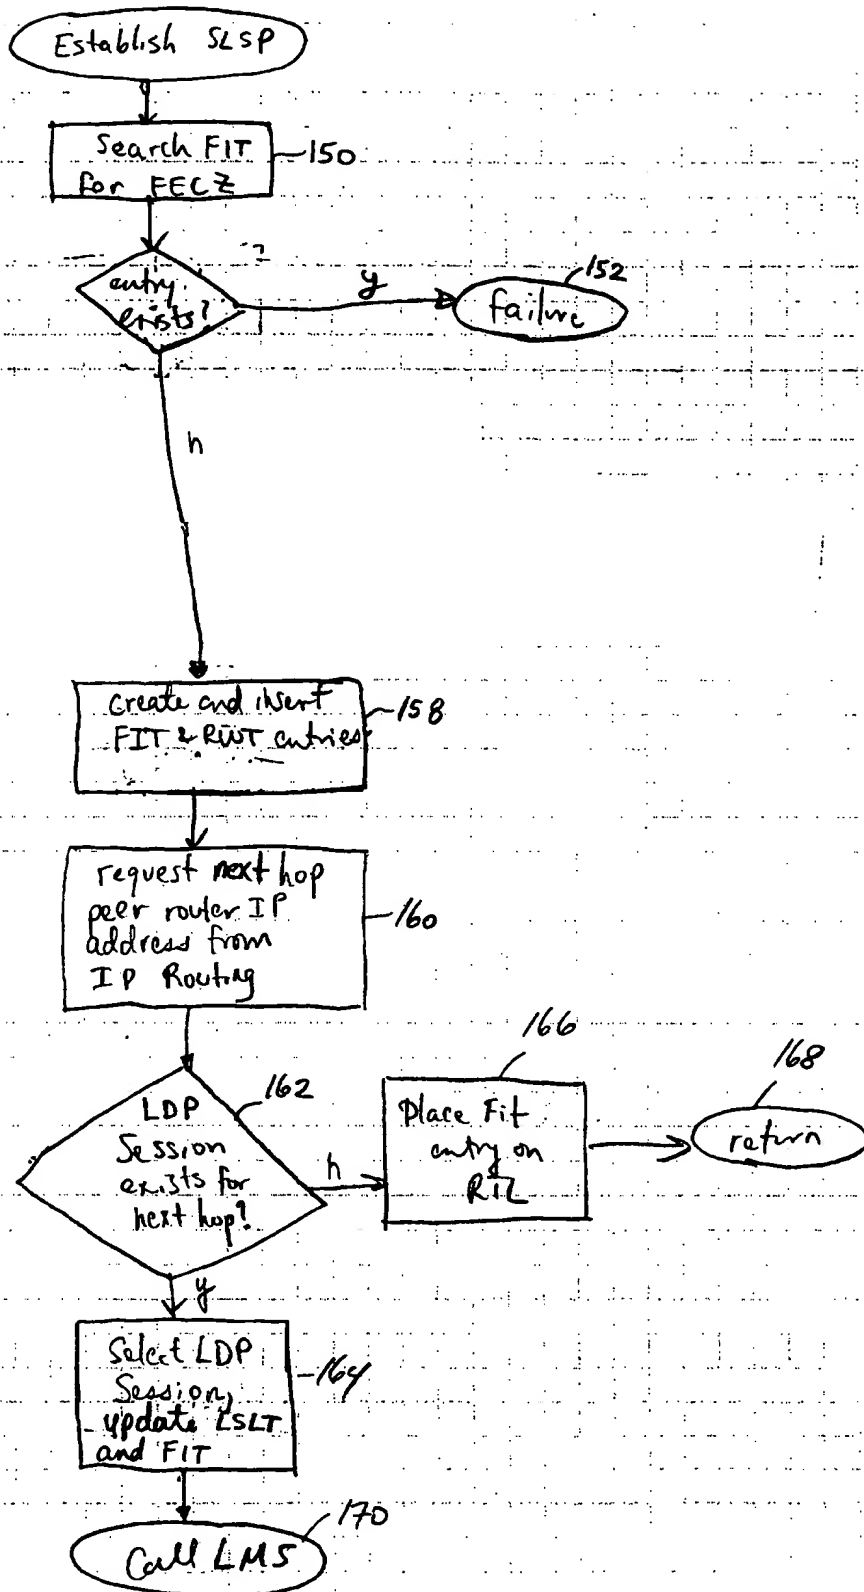 Establish SLSP
Search FIT
for FECZ
150
entry
exists?
y
152
failure
n
Create and insert
FIT & RWT entries
158
request next hop
peer router IP
address from
IP Routing
160
LDP
Session
exists for
next hop?
162
n
166
Place Fit
entry on
168
return
y
Select LDP
Session,
update LSLT
and FIT
164
170
Call LMS